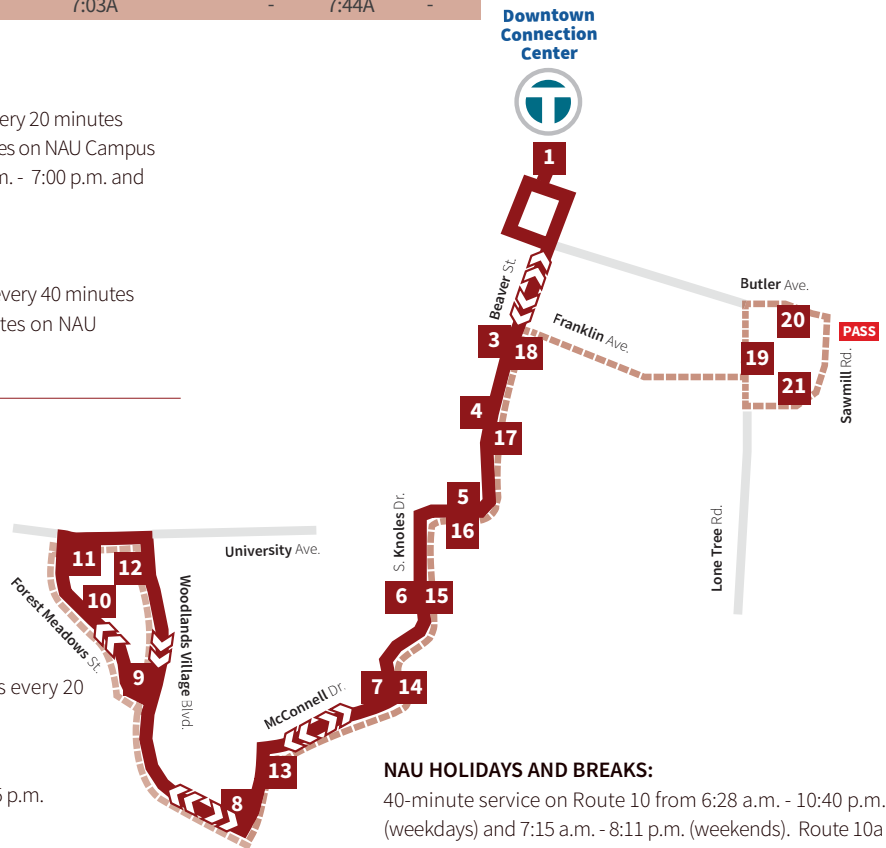 7:03A - 7:44A -
Downtown
Connection
Center
T
ery 20 minutes
es on NAU Campus
m. - 7:00 p.m. and
every 40 minutes
tes on NAU
1
Beaver St.
3
18
Franklin Ave.
Butler Ave.
20
PASS
19
21
Sawmill Rd.
4
17
5
16
S. Knoles Dr.
Lone Tree Rd.
University Ave.
11
12
10
6
15
Forest Meadows St.
Woodlands Village Blvd.
9
7
14
s every 20
McConnell Dr.
13
8
p.m.
NAU HOLIDAYS AND BREAKS:
40-minute service on Route 10 from 6:28 a.m. - 10:40 p.m.
(weekdays) and 7:15 a.m. - 8:11 p.m. (weekends). Route 10a